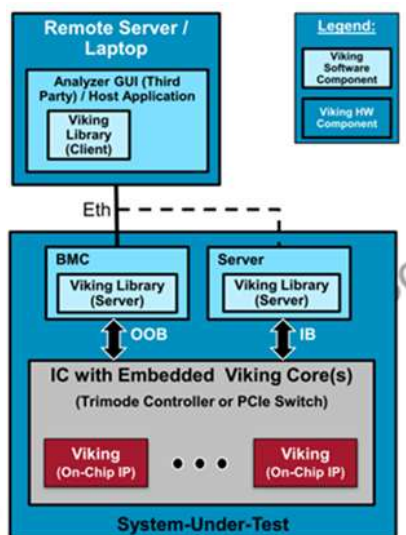 Remote Server /
Laptop
Analyzer GUI (Third
Party) / Host Application
Viking
Library
(Client)
Legend:
Viking
Software
Component
Viking HW
Component
Eth
BMC
Viking Library
(Server)
Server
Viking Library
(Server)
OOB
IB
IC with Embedded Viking Core(s)
(Trimode Controller or PCIe Switch)
Viking
(On-Chip IP)
• • •
Viking
(On-Chip IP)
System-Under-Test